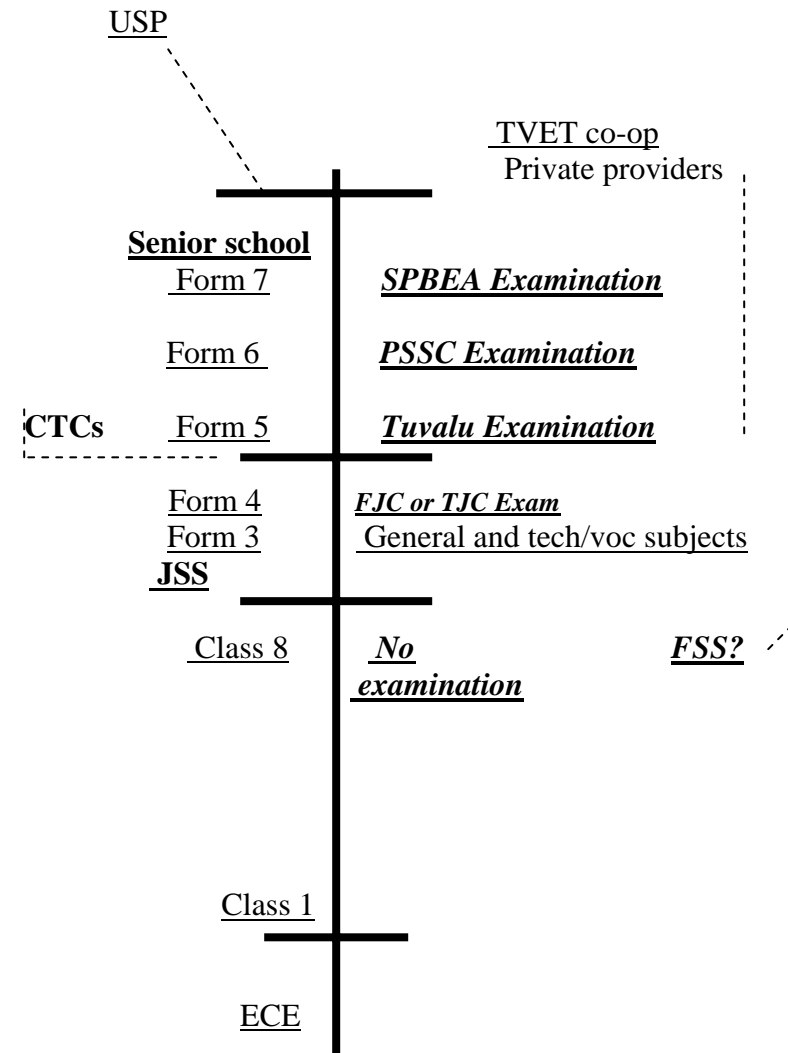 USP
TVET co-op
Private providers
Senior school
Form 7 SPBEA Examination
Form 6 PSSC Examination
CTCs Form 5 Tuvalu Examination
Form 4 FJC or TJC Exam
Form 3 General and tech/voc subjects
JSS
Class 8 No FSS?
examination
Class 1
ECE